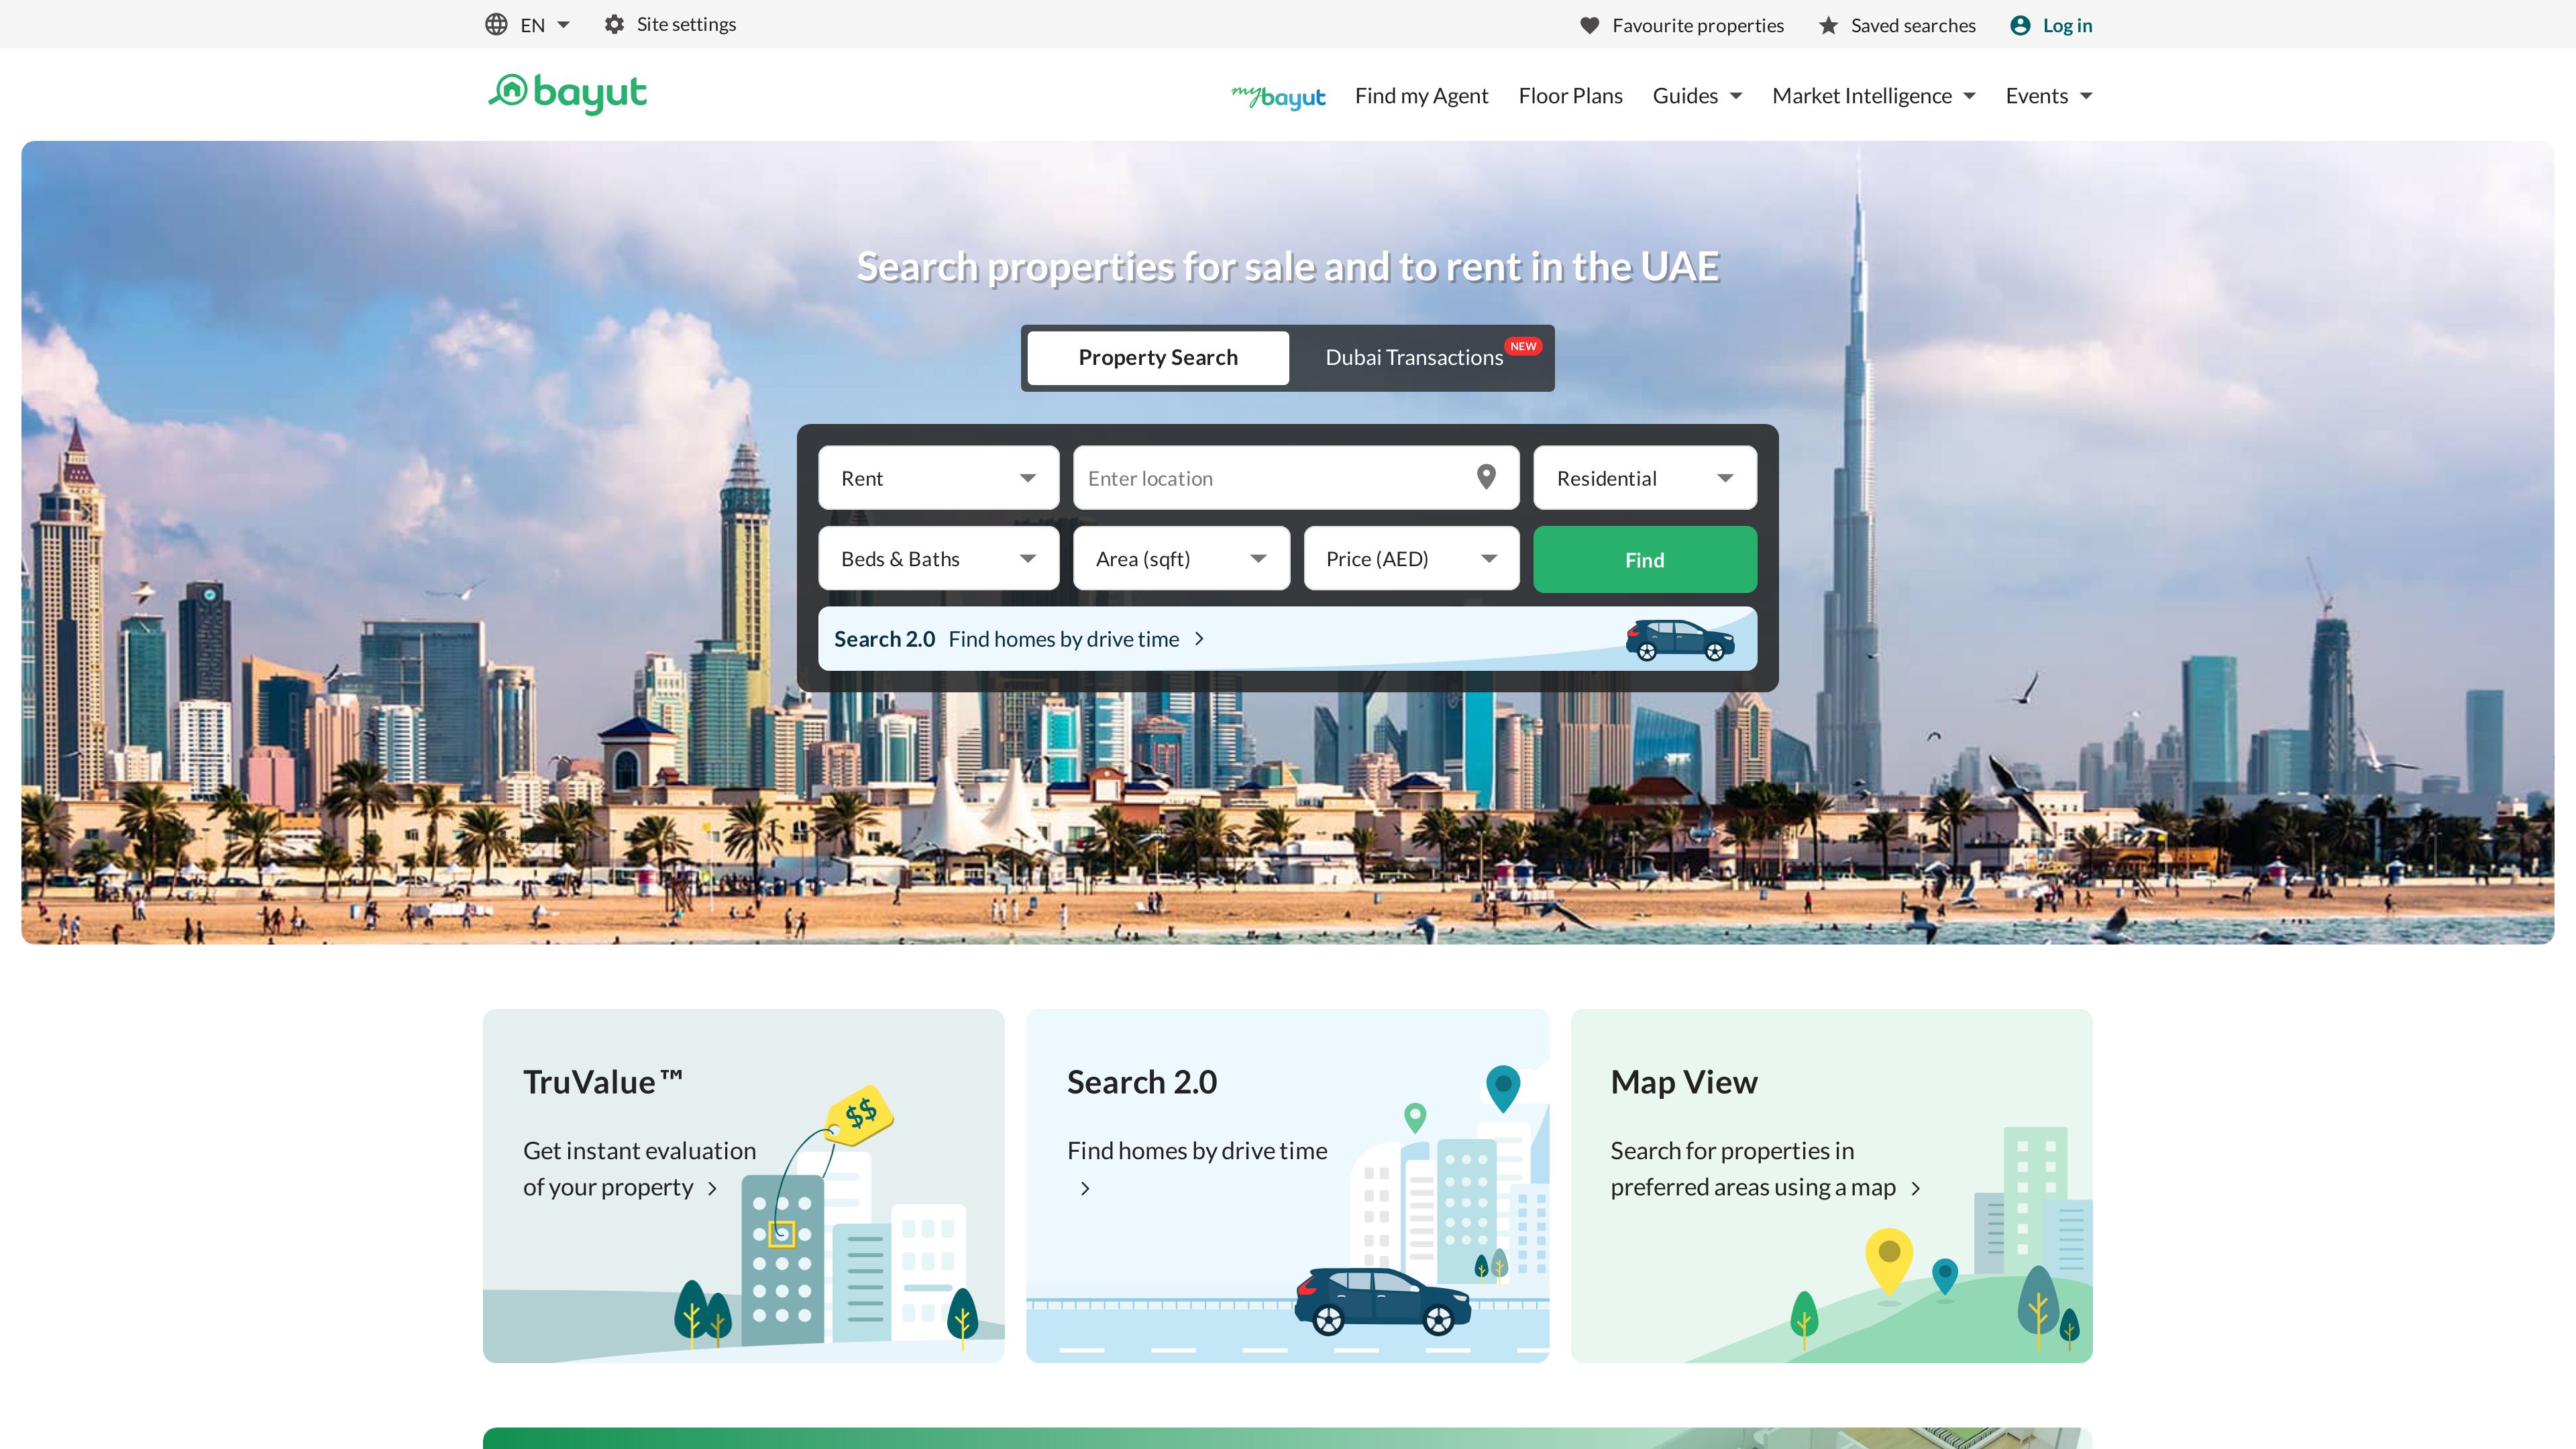 EN
Site settings
Favourite properties
Saved searches
Log in
bayut
mybayut
Find my Agent
Floor Plans
Guides
Market Intelligence
Events
Search properties for sale and to rent in the UAE
Property Search
Dubai Transactions
NEW
Rent
Enter location
Residential
Beds & Baths
Area (sqft)
Price (AED)
Find
Search 2.0 Find homes by drive time
TruValue™
Get instant evaluation
of your property
$$
Search 2.0
Find homes by drive time
Map View
Search for properties in
preferred areas using a map